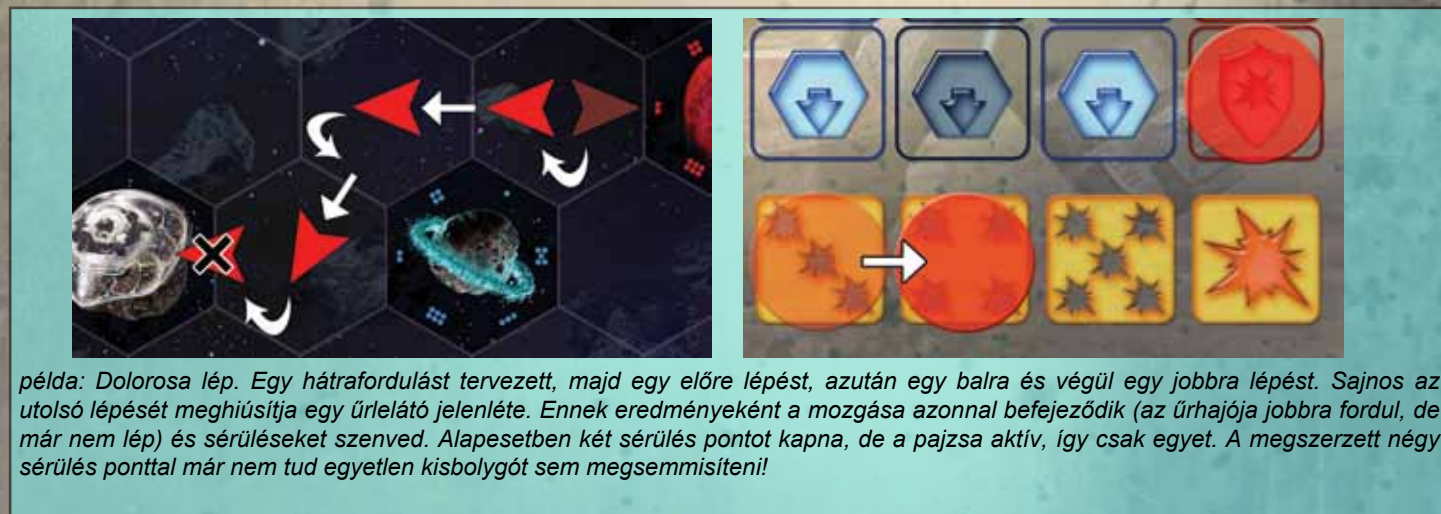 példa: Dolorosa lép. Egy hátrafordulást tervezett, majd egy előre lépést, azután egy balra és végül egy jobbra lépést. Sajnos az
utolsó lépését meghiúsítja egy űrlelátó jelenléte. Ennek eredményeként a mozgása azonnal befejeződik (az űrhajója jobbra fordul, de
már nem lép) és sérüléseket szenved. Alapesetben két sérülés pontot kapna, de a pajzsa aktív, így csak egyet. A megszerzett négy
sérülés ponttal már nem tud egyetlen kisbolygót sem megsemmisíteni!